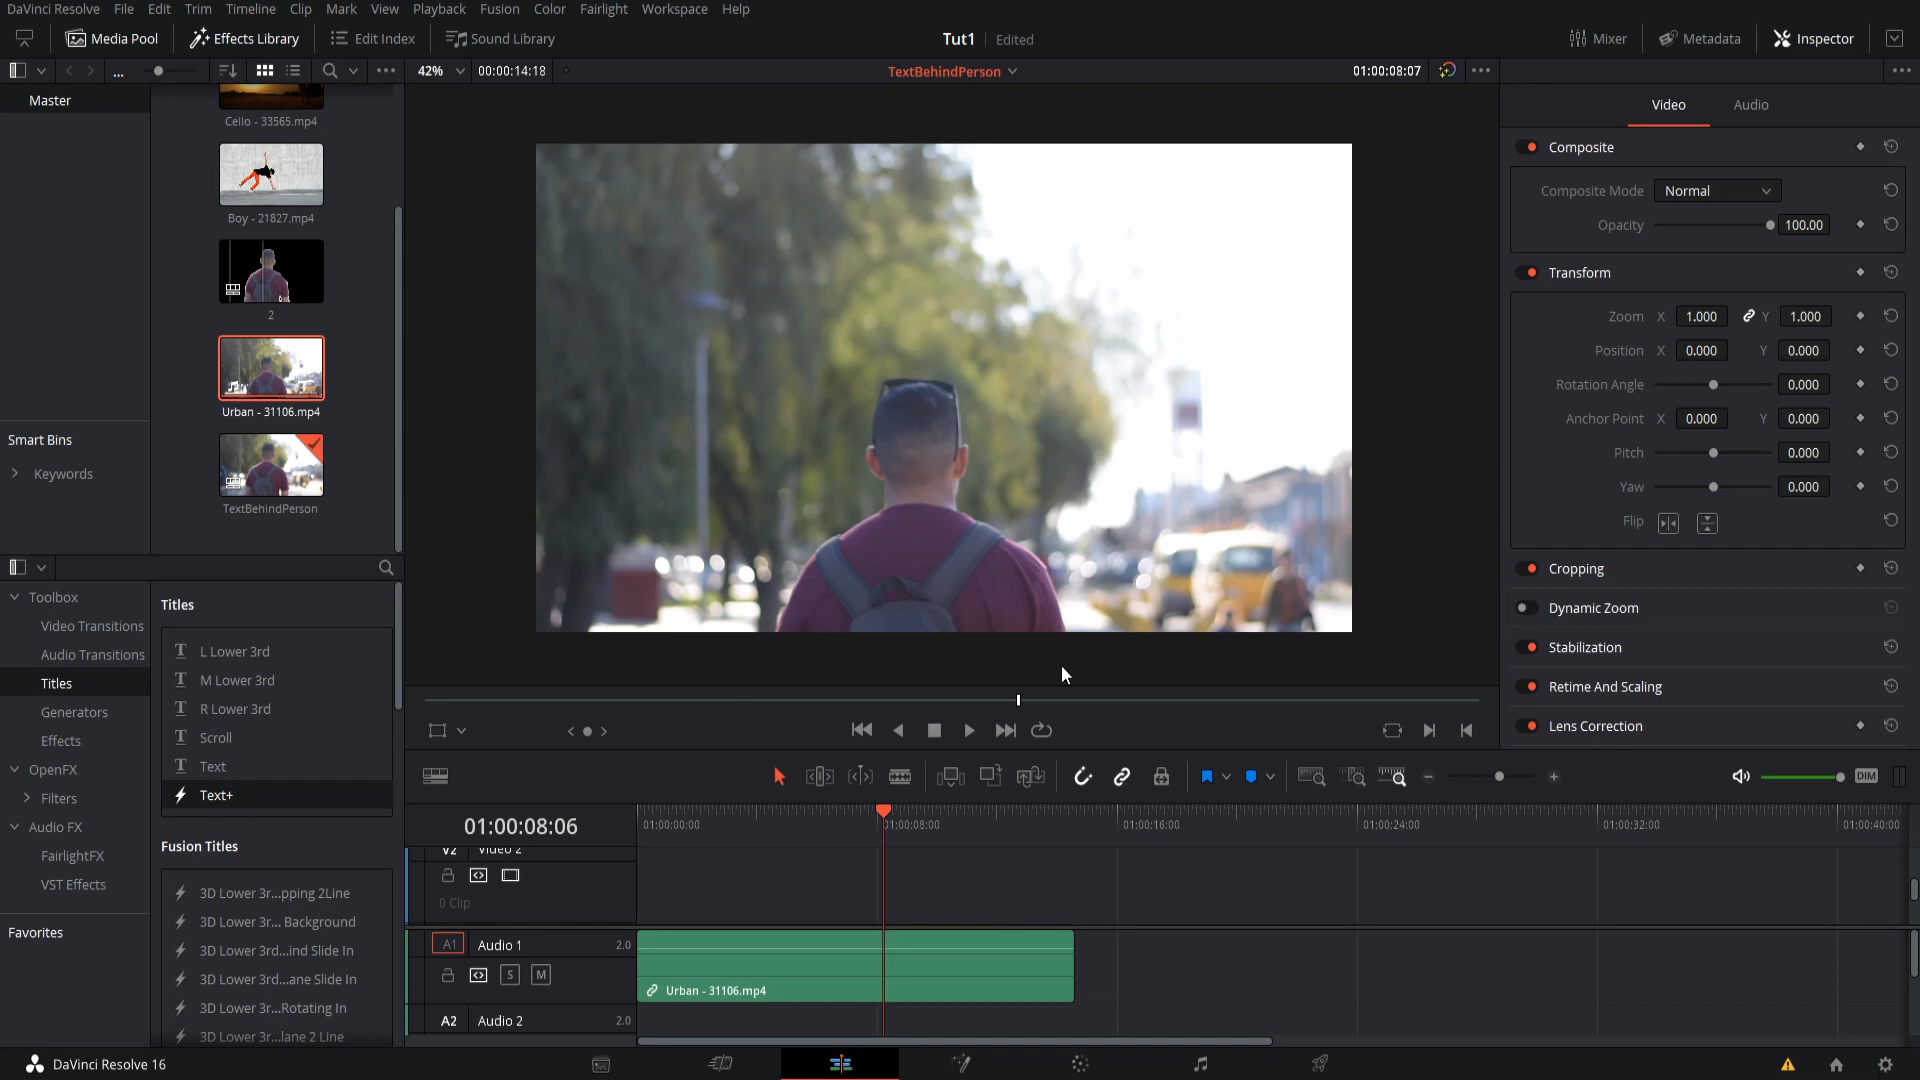 DaVinci Resolve File Edit Trim Timeline Clip Mark View Playback Fusion Color Fairlight Workspace Help
Media Pool Effects Library Edit Index Sound Library Tut1 Edited Mixer Metadata Inspector
... 42% 00:00:14:18 TextBehindPerson 01:00:08:07
Master
Cello - 33565.mp4
Boy - 21827.mp4
2
Urban - 31106.mp4
TextBehindPerson
Smart Bins
Keywords
Video Audio
Composite
Composite Mode Normal
Opacity 100.00
Transform
Zoom X 1.000 Y 1.000
Position X 0.000 Y 0.000
Rotation Angle 0.000
Anchor Point X 0.000 Y 0.000
Pitch 0.000
Yaw 0.000
Flip
Cropping
Dynamic Zoom
Stabilization
Retime And Scaling
Lens Correction
Toolbox
Video Transitions
Audio Transitions
Titles
Generators
Effects
OpenFX
Filters
Audio FX
FairlightFX
VST Effects
Favorites
Titles
L Lower 3rd
M Lower 3rd
R Lower 3rd
Scroll
Text
Text+
Fusion Titles
3D Lower 3r...pping 2Line
3D Lower 3r... Background
3D Lower 3rd...ind Slide In
3D Lower 3rd...ane Slide In
3D Lower 3r...Rotating In
3D Lower 3r...lane 2 Line
DIM
01:00:08:06 01:00:00:00 01:00:08:00 01:00:16:00 01:00:24:00 01:00:32:00 01:00:40:00
V2 Video 2
0 Clip
A1 Audio 1 2.0
S M
Urban - 31106.mp4
A2 Audio 2 2.0
DaVinci Resolve 16